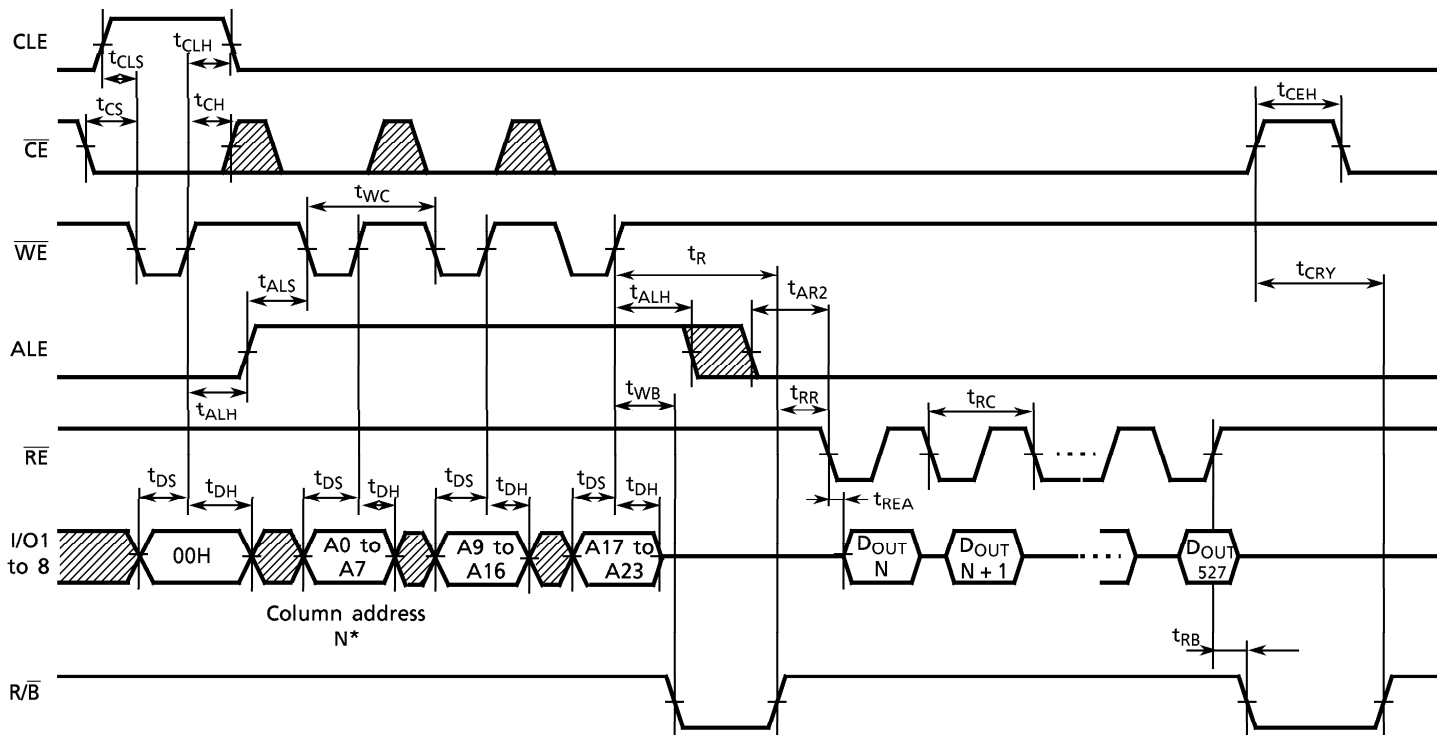 CLE
tCLS
tCLH
tCS
tCH
tCEH
CE
tWC
WE
tR
tCRY
tALS
tALH
tAR2
ALE
tALH
tWB
tRR
tRC
RE
tDS
tDH
tDS
tDH
tDS
tDH
tDS
tDH
tREA
I/O1
to 8
00H
A0 to
A7
A9 to
A16
A17 to
A23
DOUT
N
DOUT
N + 1
DOUT
527
Column address
N*
tRB
R/B